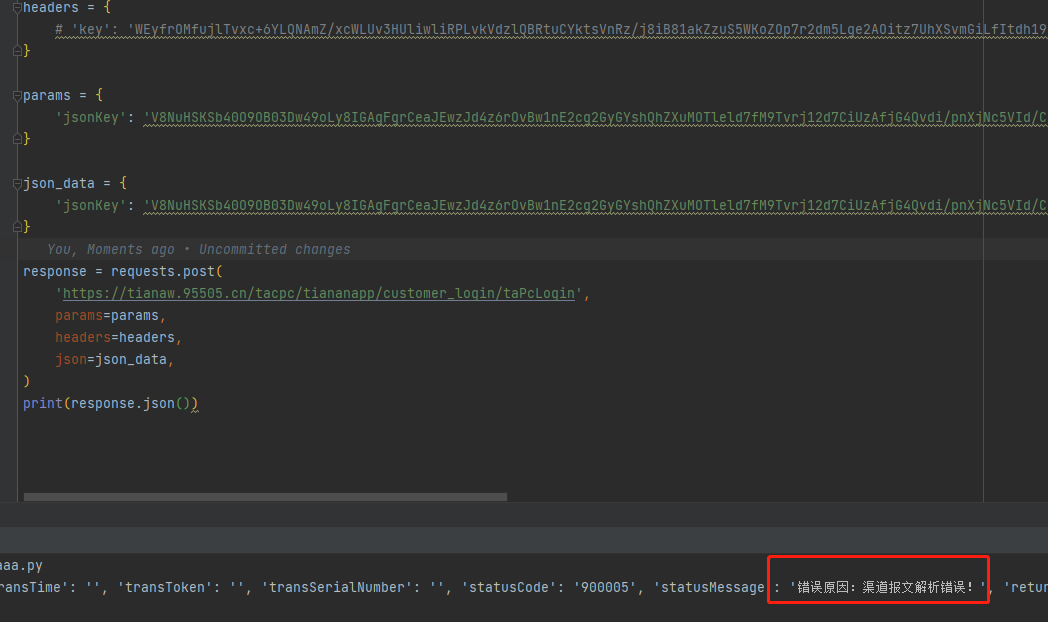 headers = {
# 'key': 'WEyfrOMfujlTvxc+6YLQNAmZ/xcWLUv3HUliwliRPLvkVdzlQBRtuCYktsVnRz/j8iB81akZzuS5WKoZOp7r2dm5Lge2AOitz7UhXSvmGiLfItdh19
}
params = {
'jsonKey': 'V8NuHSKSb40O9OB03Dw49oLy8IGAgFgrCeaJEwzJd4z6rOvBw1nE2cg2GyGYshQhZXuMOTleld7fM9Tvrj12d7CiUzAfjG4Qvdi/pnXjNc5VId/C
}
json_data = {
'jsonKey': 'V8NuHSKSb40O9OB03Dw49oLy8IGAgFgrCeaJEwzJd4z6rOvBw1nE2cg2GyGYshQhZXuMOTleld7fM9Tvrj12d7CiUzAfjG4Qvdi/pnXjNc5VId/C
}
You, Moments ago • Uncommitted changes
response = requests.post(
'https://tianaw.95505.cn/tacpc/tiananapp/customer_login/taPcLogin',
params=params,
headers=headers,
json=json_data,
)
print(response.json())
aaa.py
ransTime': '', 'transToken': '', 'transSerialNumber': '', 'statusCode': '900005', 'statusMessage': '错误原因: 渠道报文解析错误!', 'retur